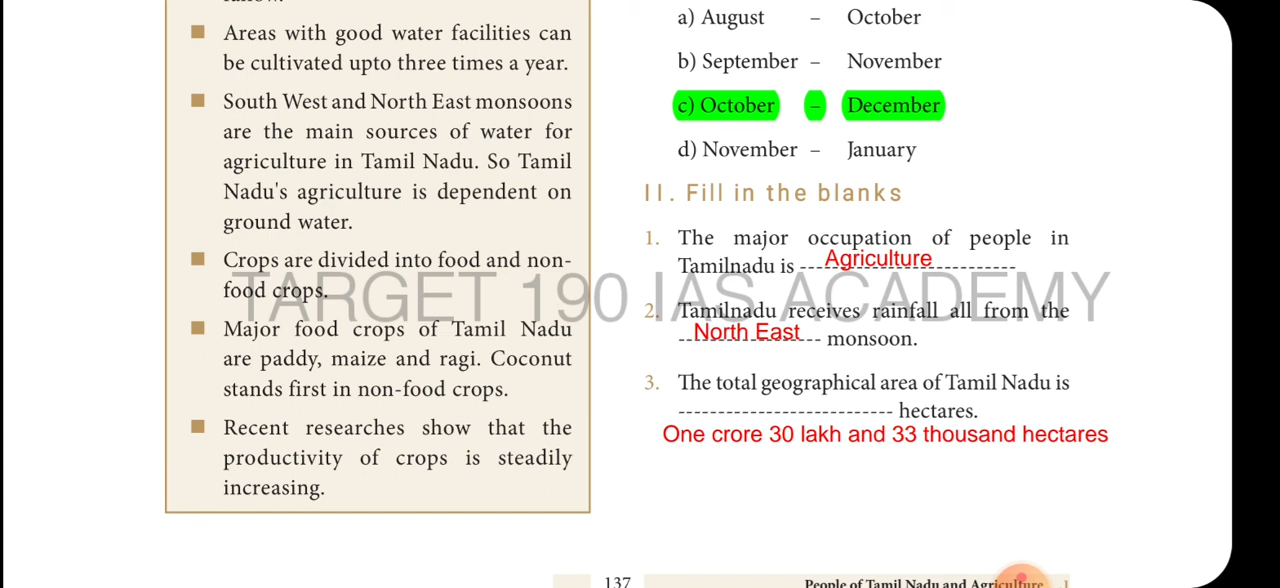 Areas with good water facilities can
be cultivated upto three times a year.
South West and North East monsoons
are the main sources of water for
agriculture in Tamil Nadu. So Tamil
Nadu's agriculture is dependent on
ground water.
Crops are divided into food and non-
food crops.
Major food crops of Tamil Nadu
are paddy, maize and ragi. Coconut
stands first in non-food crops.
Recent researches show that the
productivity of crops is steadily
increasing.
a) August – October
b) September – November
c) October – December
d) November – January
II. Fill in the blanks
1. The major occupation of people in
Tamilnadu is Agriculture
2. Tamilnadu receives rainfall all from the
North East monsoon.
3. The total geographical area of Tamil Nadu is
-------------------------- hectares.
One crore 30 lakh and 33 thousand hectares
TARGET 190 IAS ACADEMY
137
People of Tamil Nadu and Agriculture